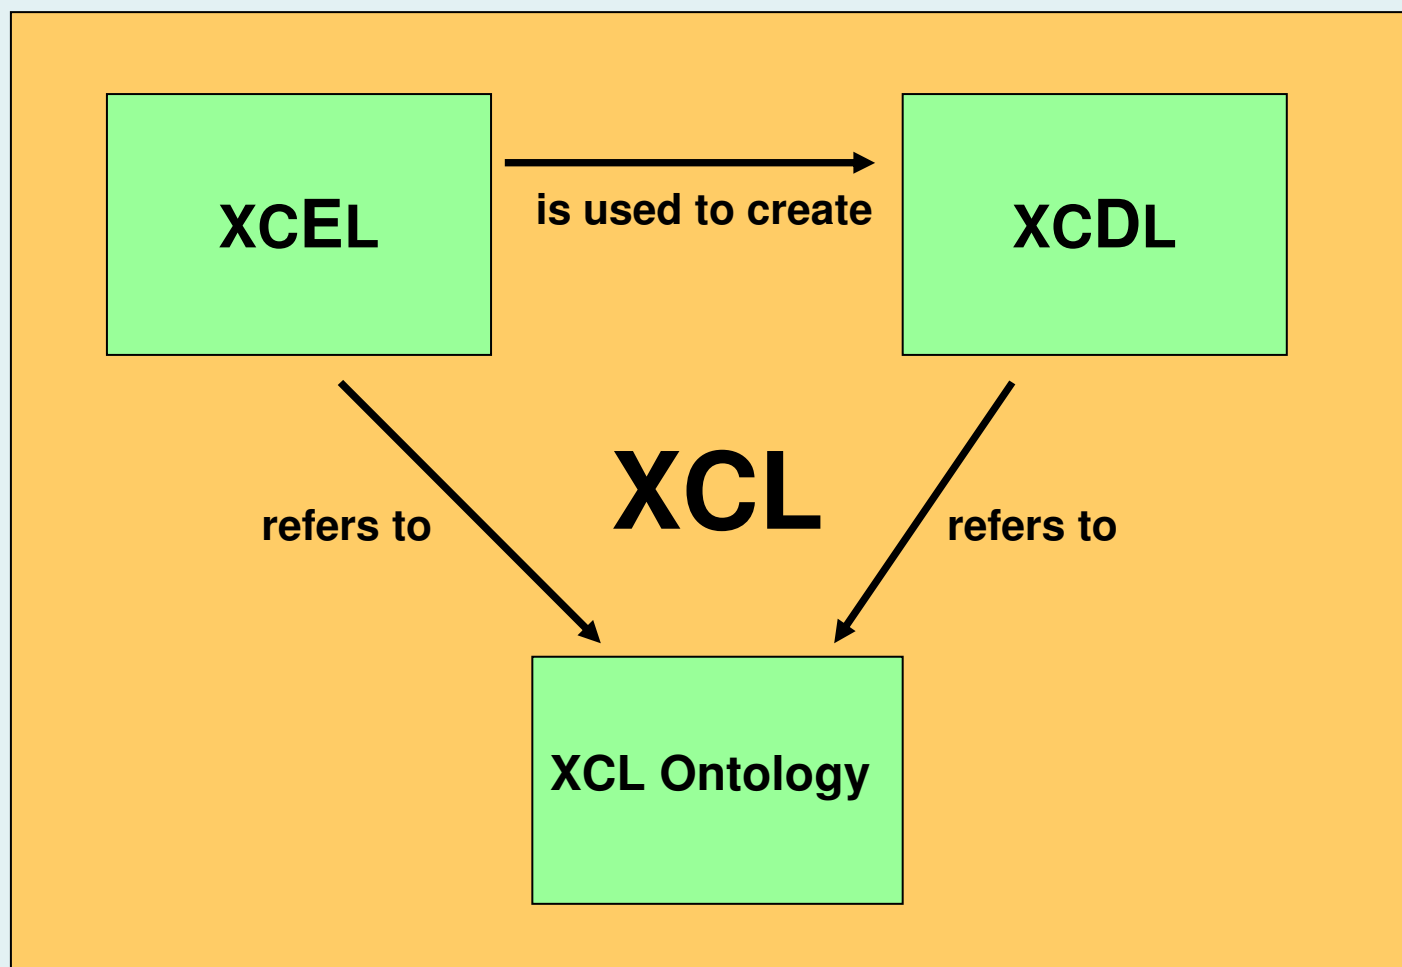 XCEL
is used to create
XCDL
XCL
refers to
refers to
XCL Ontology